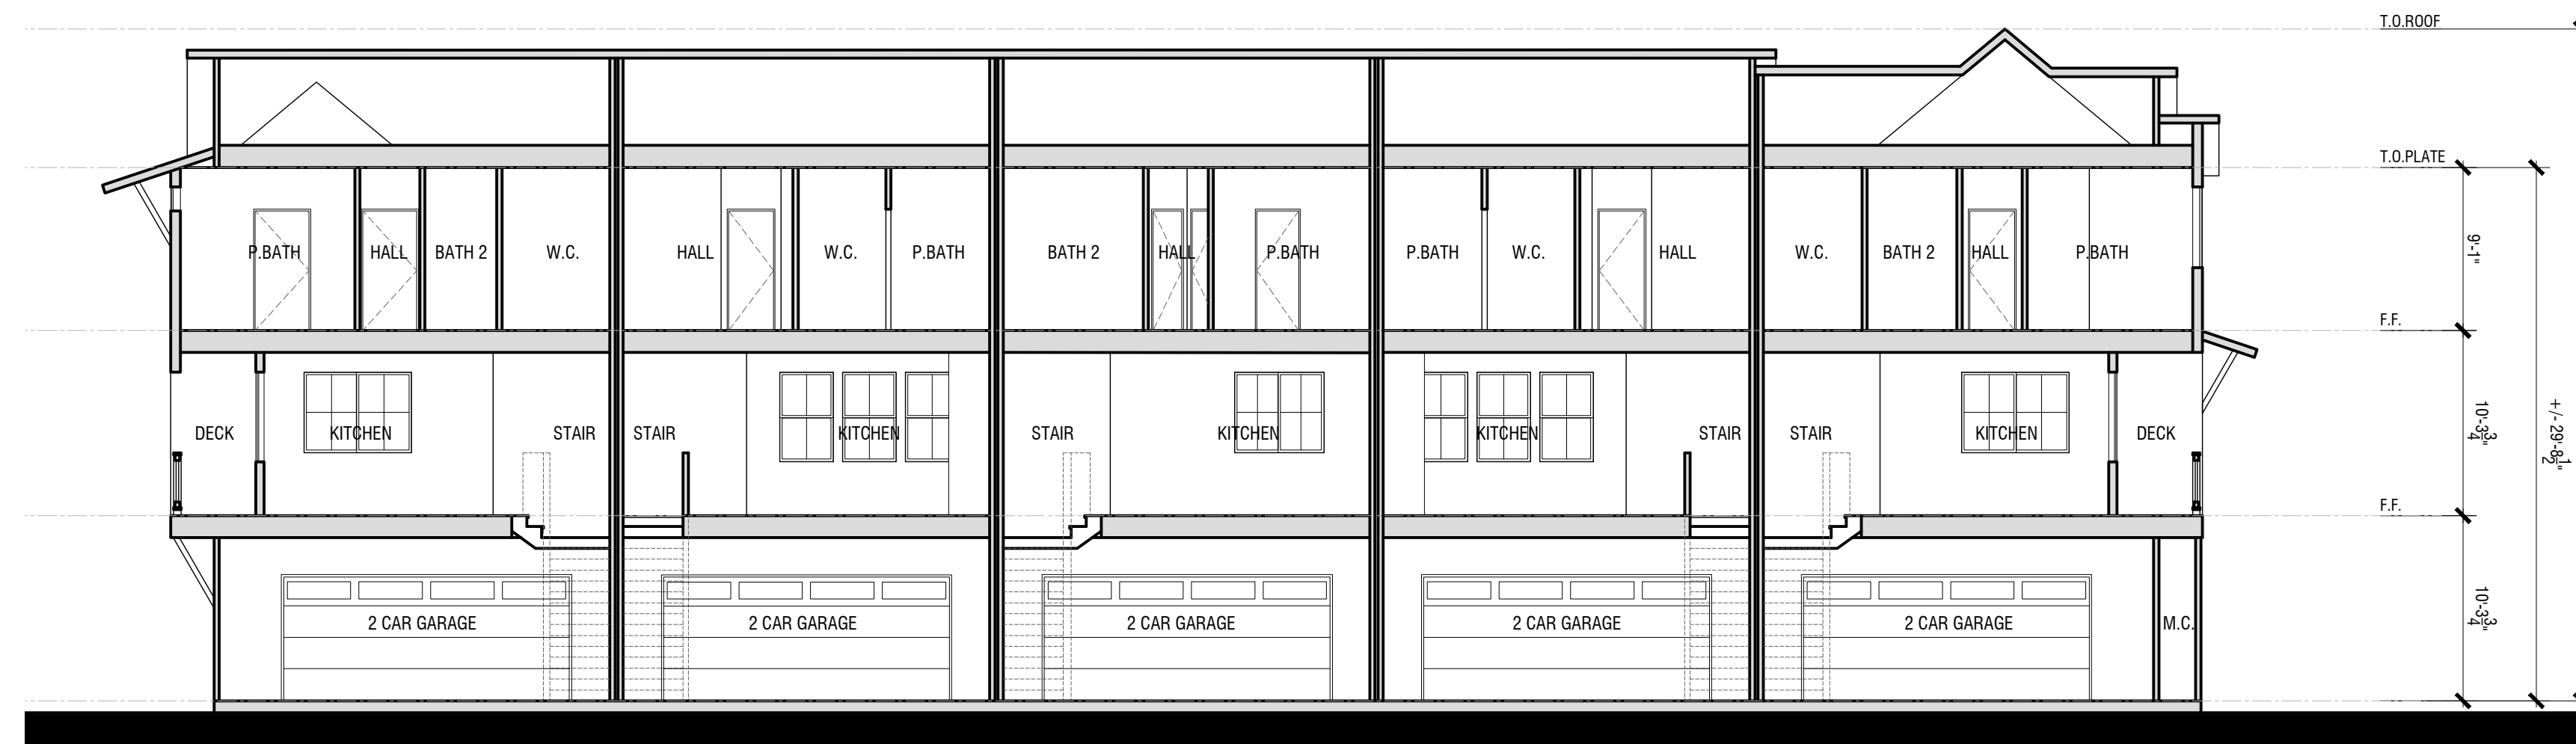 T.O.ROOF
T.O.PLATE
P.BATH HALL BATH 2 W.C. HALL W.C. P.BATH BATH 2 HALL P.BATH P.BATH W.C. HALL W.C. BATH 2 HALL P.BATH
9'-1"
F.F.
DECK KITCHEN STAIR STAIR KITCHEN STAIR KITCHEN KITCHEN STAIR STAIR KITCHEN DECK
10'-3 3/4"
+/- 29'-8 1/2"
F.F.
2 CAR GARAGE 2 CAR GARAGE 2 CAR GARAGE 2 CAR GARAGE 2 CAR GARAGE M.C.
10'-3 3/4"